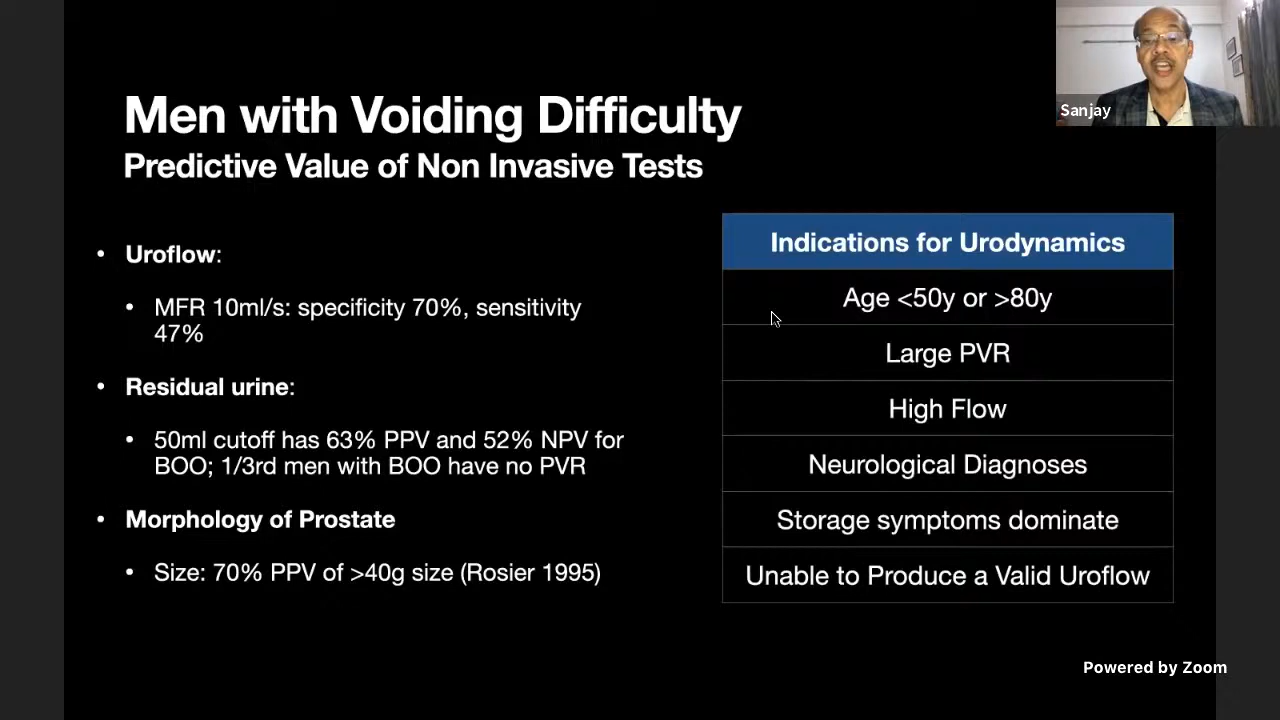 Sanjay
Men with Voiding Difficulty
Predictive Value of Non Invasive Tests
• Uroflow:
• MFR 10ml/s: specificity 70%, sensitivity
47%
• Residual urine:
• 50ml cutoff has 63% PPV and 52% NPV for
BOO; 1/3rd men with BOO have no PVR
• Morphology of Prostate
• Size: 70% PPV of >40g size (Rosier 1995)
Indications for Urodynamics
Age <50y or >80y
Large PVR
High Flow
Neurological Diagnoses
Storage symptoms dominate
Unable to Produce a Valid Uroflow
Powered by Zoom